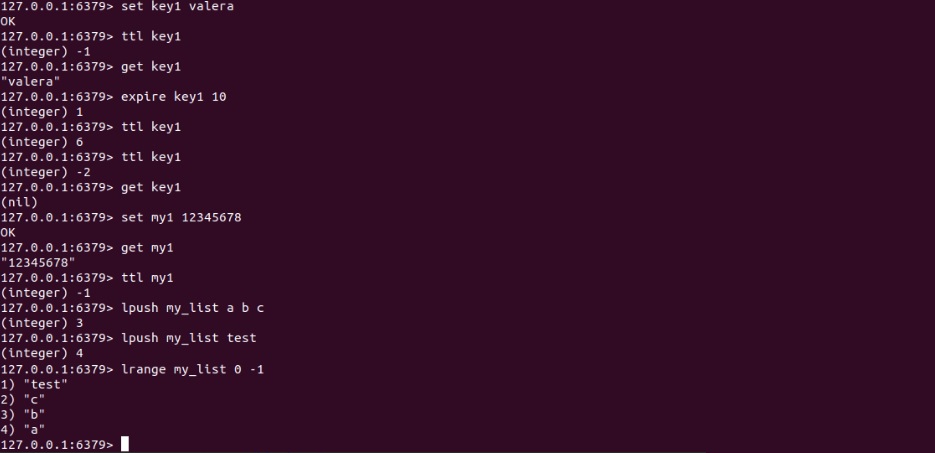 127.0.0.1:6379> set key1 valera
OK
127.0.0.1:6379> ttl key1
(integer) -1
127.0.0.1:6379> get key1
"valera"
127.0.0.1:6379> expire key1 10
(integer) 1
127.0.0.1:6379> ttl key1
(integer) 6
127.0.0.1:6379> ttl key1
(integer) -2
127.0.0.1:6379> get key1
(nil)
127.0.0.1:6379> set my1 12345678
OK
127.0.0.1:6379> get my1
"12345678"
127.0.0.1:6379> ttl my1
(integer) -1
127.0.0.1:6379> lpush my_list a b c
(integer) 3
127.0.0.1:6379> lpush my_list test
(integer) 4
127.0.0.1:6379> lrange my_list 0 -1
1) "test"
2) "c"
3) "b"
4) "a"
127.0.0.1:6379>